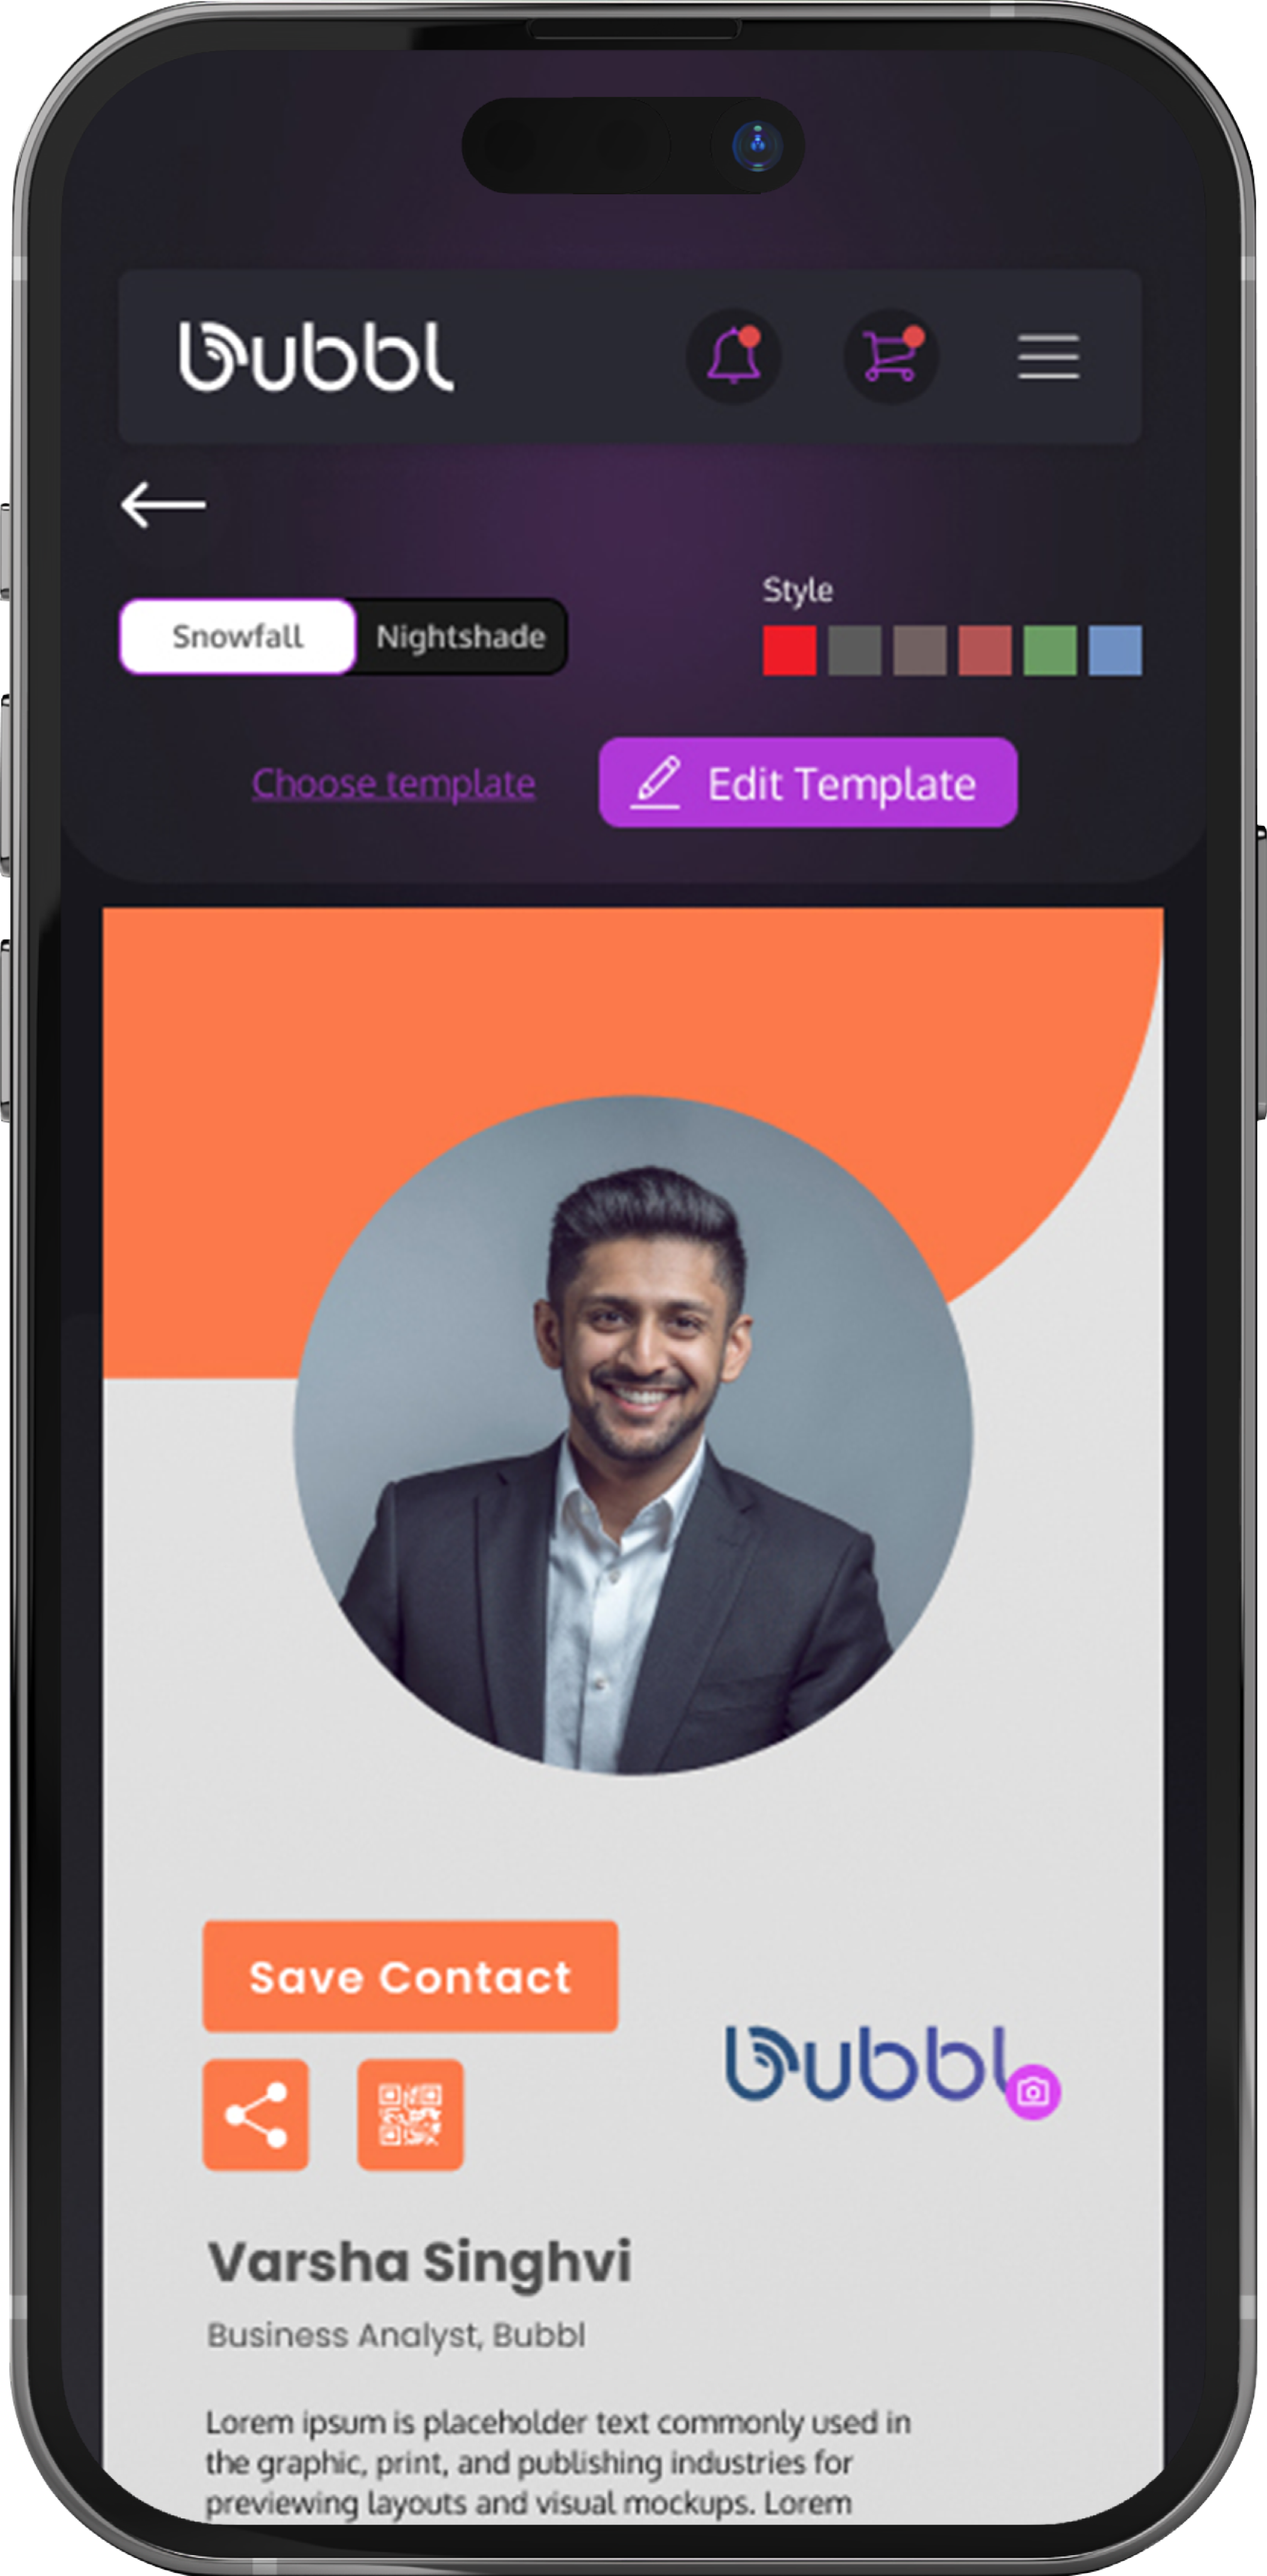 bubbl
Style
Snowfall Nightshade
Choose template Edit Template
Save Contact
bubbl
Varsha Singhvi
Business Analyst, Bubbl
Lorem ipsum is placeholder text commonly used in
the graphic, print, and publishing industries for
previewing layouts and visual mockups. Lorem